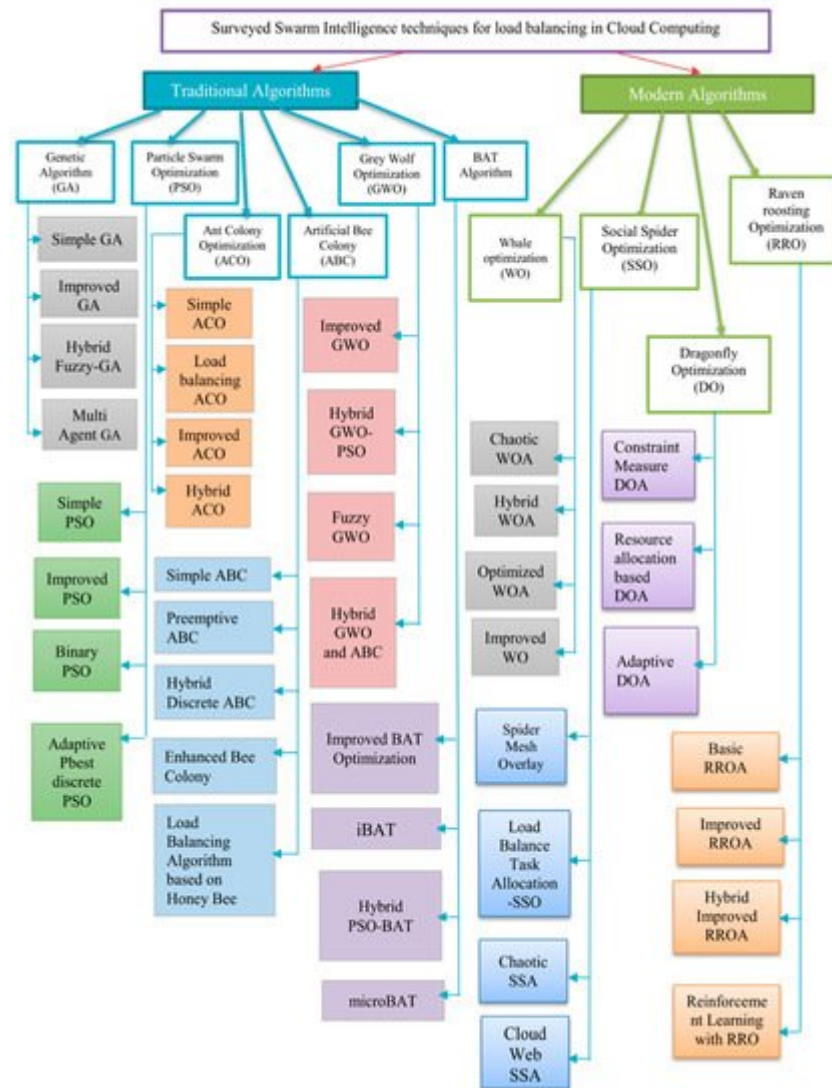 Surveyed Swarm Intelligence techniques for load balancing in Cloud Computing
Traditional Algorithms
Modern Algorithms
Genetic
Algorithm
(GA)
Particle Swarm
Optimization
(PSO)
Ant Colony
Optimization
(ACO)
Artificial Bee
Colony
(ABC)
Grey Wolf
Optimization
(GWO)
BAT
Algorithm
Whale
optimization
(WO)
Social Spider
Optimization
(SSO)
Dragonfly
Optimization
(DO)
Raven
roosting
Optimization
(RRO)
Simple GA
Improved
GA
Hybrid
Fuzzy-GA
Multi
Agent GA
Simple
PSO
Improved
PSO
Binary
PSO
Adaptive
Pbest
discrete
PSO
Simple
ACO
Load
balancing
ACO
Improved
ACO
Hybrid
ACO
Simple ABC
Preemptive
ABC
Hybrid
Discrete ABC
Enhanced Bee
Colony
Load
Balancing
Algorithm
based on
Honey Bee
Improved
GWO
Hybrid
GWO-
PSO
Fuzzy
GWO
Hybrid
GWO
and ABC
Improved BAT
Optimization
iBAT
Hybrid
PSO-BAT
microBAT
Chaotic
WOA
Hybrid
WOA
Optimized
WOA
Improved
WO
Spider
Mesh
Overlay
Load
Balance
Task
Allocation
-SSO
Chaotic
SSA
Cloud
Web
SSA
Constraint
Measure
DOA
Resource
allocation
based
DOA
Adaptive
DOA
Basic
RROA
Improved
RROA
Hybrid
Improved
RROA
Reinforceme
nt Learning
with RRO